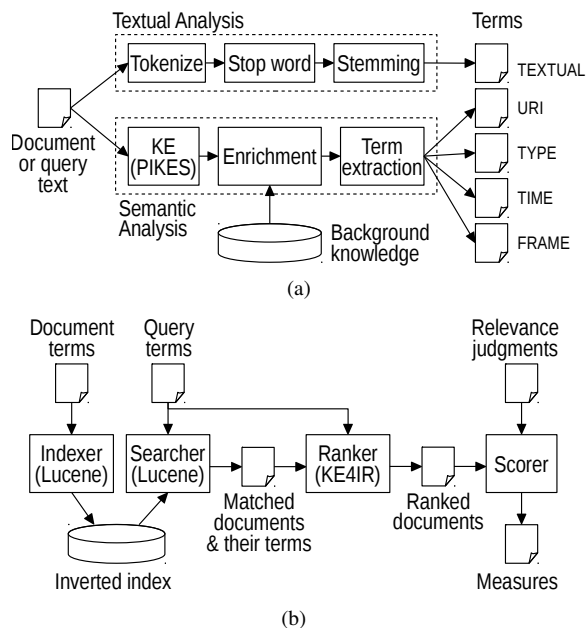 Textual Analysis
Terms
Tokenize
Stop word
Stemming
TEXTUAL
Document
or query
text
KE
(PIKES)
Enrichment
Term
extraction
URI
TYPE
TIME
FRAME
Semantic
Analysis
Background
knowledge
(a)
Document
terms
Query
terms
Relevance
judgments
Indexer
(Lucene)
Searcher
(Lucene)
Ranker
(KE4IR)
Scorer
Matched
documents
& their terms
Ranked
documents
Inverted index
Measures
(b)